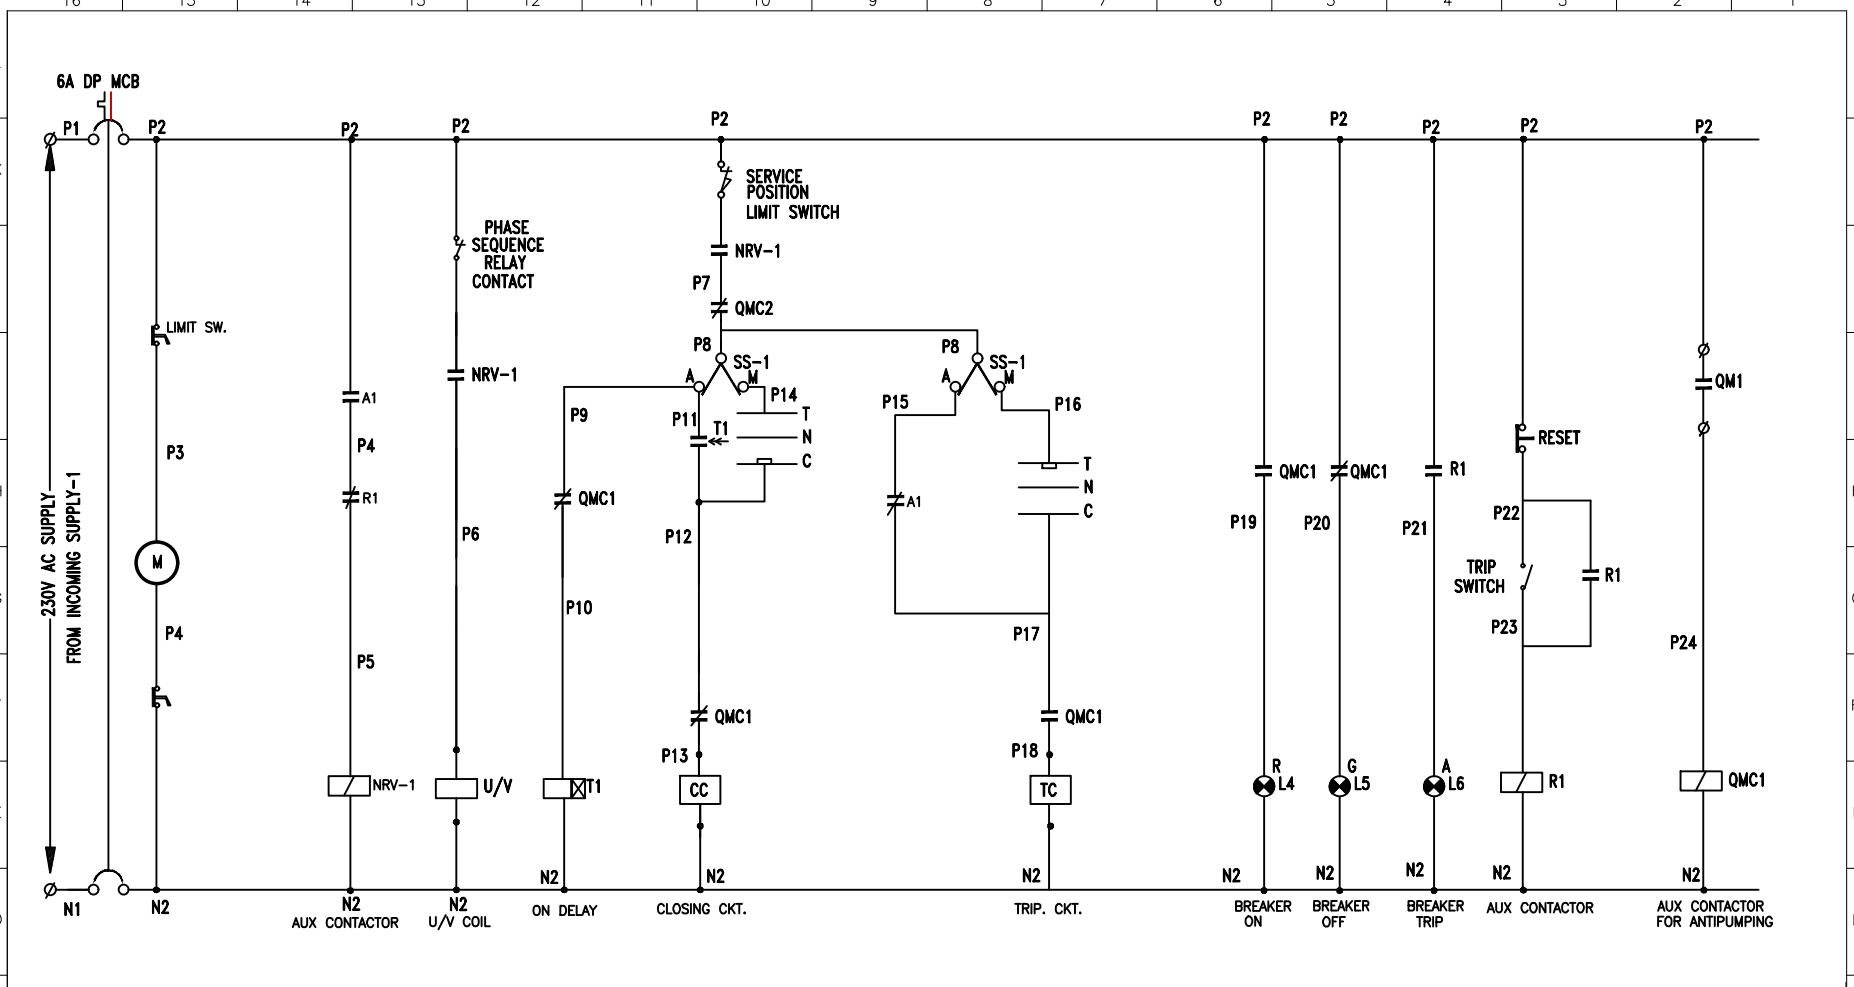 16 15 14 13 12 11 10 9 8 7 6 5 4 3 2 1
6A DP MCB
P1
P2
P2
P2
P2
P2
P2
P2
P2
P2
SERVICE
POSITION
LIMIT SWITCH
PHASE
SEQUENCE
RELAY
CONTACT
NRV-1
P7
QMC2
LIMIT SW.
P8
SS-1
P8
SS-1
NRV-1
A
M
A
M
QM1
A1
P14
P9
P11
T1
T
N
C
P15
P16
P4
R1
P3
QMC1
T
N
C
A1
RESET
QMC1
QMC1
R1
230V AC SUPPLY
FROM INCOMING SUPPLY-1
P6
P12
P19
P20
P21
P22
M
TRIP
SWITCH
R1
P10
P4
P17
P23
P24
P5
QMC1
QMC1
P13
P18
NRV-1
U/V
T1
CC
TC
R
L4
G
L5
A
L6
R1
QMC1
N1
N2
N2
N2
N2
N2
N2
N2
N2
N2
N2
N2
AUX CONTACTOR
U/V COIL
ON DELAY
CLOSING CKT.
TRIP. CKT.
BREAKER
ON
BREAKER
OFF
BREAKER
TRIP
AUX CONTACTOR
AUX CONTACTOR
FOR ANTIPUMPING